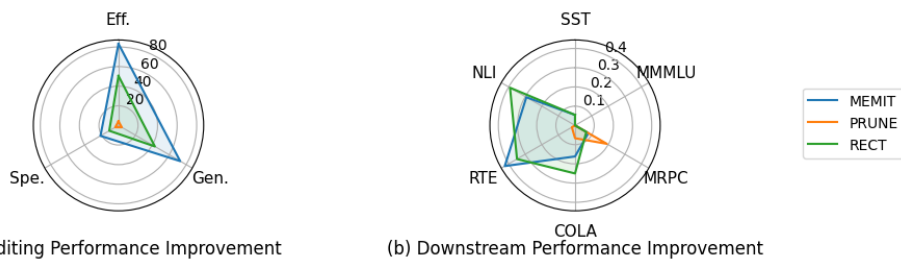 Eff.
80
60
40
20
Spe.
Gen.
diting Performance Improvement
SST
0.4
0.3
0.2
0.1
NLI
MMMLU
RTE
MRPC
COLA
(b) Downstream Performance Improvement
MEMIT
PRUNE
RECT